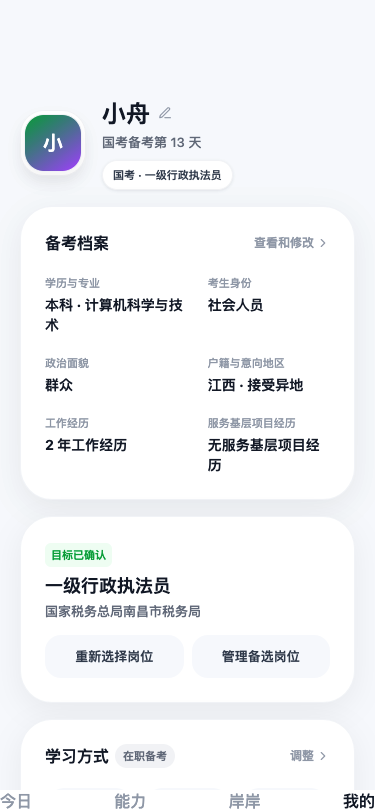 小
小舟
国考备考第 13 天
国考 · 一级行政执法员
备考档案
查看和修改
学历与专业
考生身份
本科 · 计算机科学与技
术
社会人员
政治面貌
户籍与意向地区
群众
江西 · 接受异地
工作经历
服务基层项目经历
2 年工作经历
无服务基层项目经
历
目标已确认
一级行政执法员
国家税务总局南昌市税务局
重新选择岗位
管理备选岗位
学习方式
在职备考
调整
今日
能力
岸岸
我的